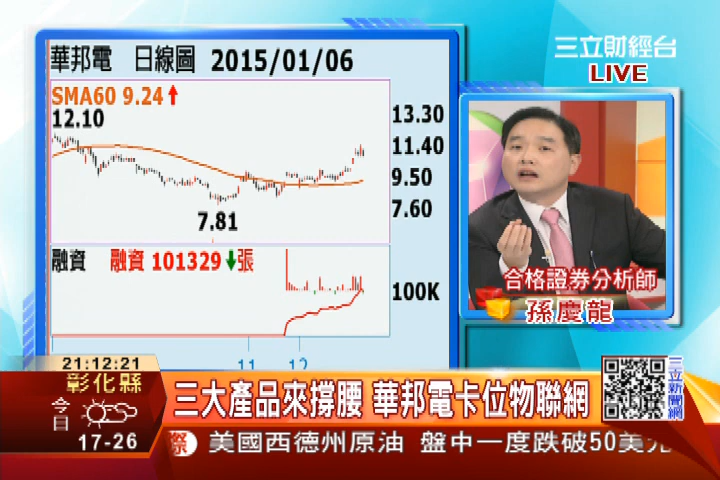 華邦電 日線圖 2015/01/06
SMA60 9.24↑
12.10
13.30
11.40
9.50
7.60
7.81
融資 融資 101329↓張
100K
11 12
三立財經台
LIVE
合格證券分析師
孫慶龍
21:12:21
彰化縣
今日
17-26
三大產品來撐腰 華邦電卡位物聯網
三立新聞網
際
美國西德州原油 盤中一度跌破50美元